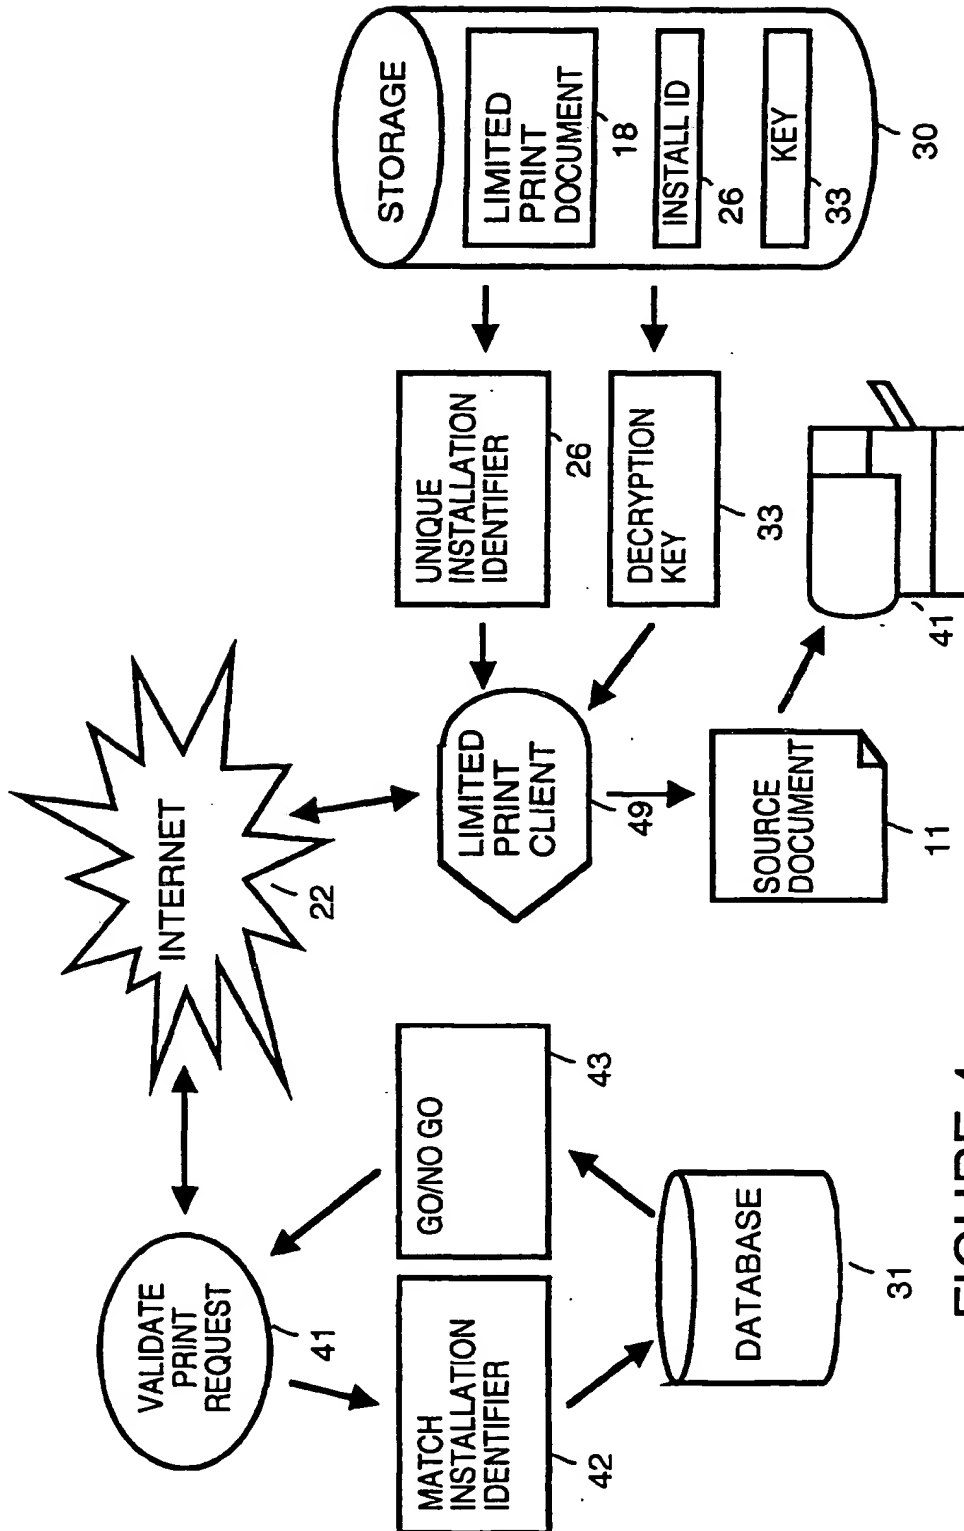 VALIDATE
PRINT
REQUEST
41
INTERNET
22
MATCH
INSTALLATION
IDENTIFIER
42
GO/NO GO
43
DATABASE
31
LIMITED
PRINT
CLIENT
49
UNIQUE
INSTALLATION
IDENTIFIER
26
DECRYPTION
KEY
33
STORAGE
LIMITED
PRINT
DOCUMENT
18
INSTALL ID
26
KEY
33
30
SOURCE
DOCUMENT
11
41
FIGURE